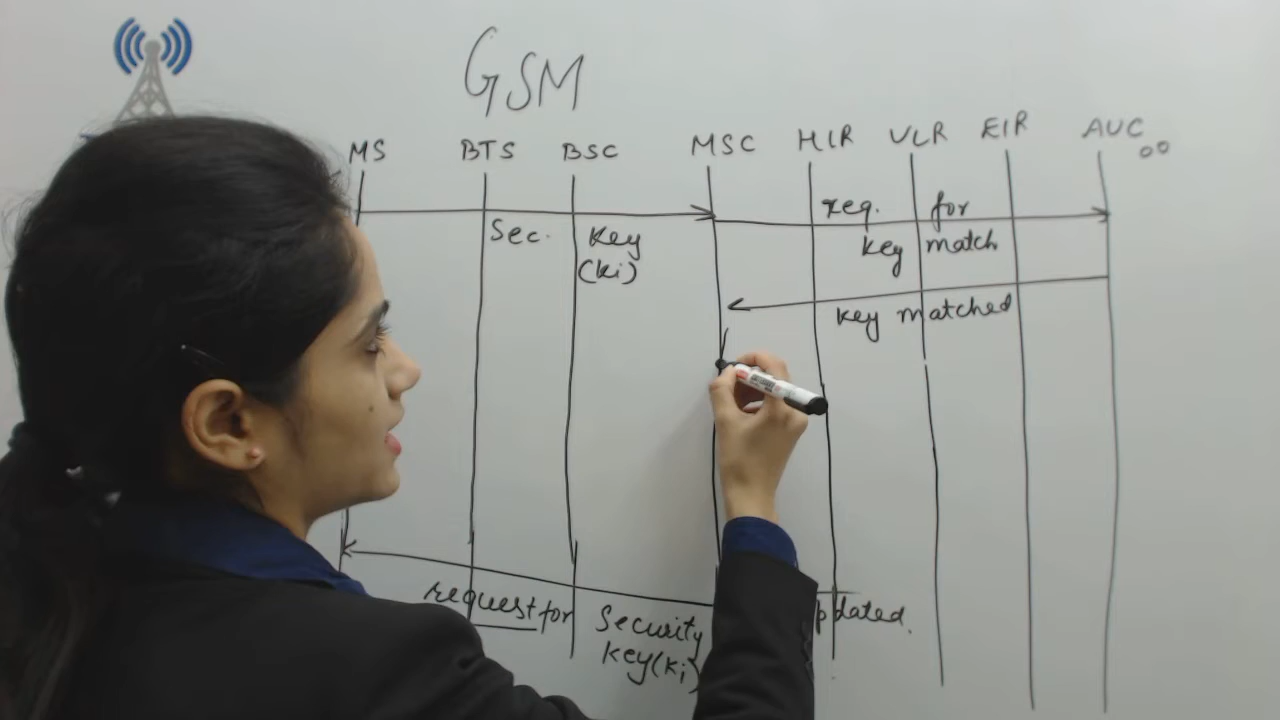 GSM
MS BTS BSC MSC HLR VLR EIR AUC
req. for
key match
Sec. key
(ki)
key matched
request for
Security
key(ki)
pdated.